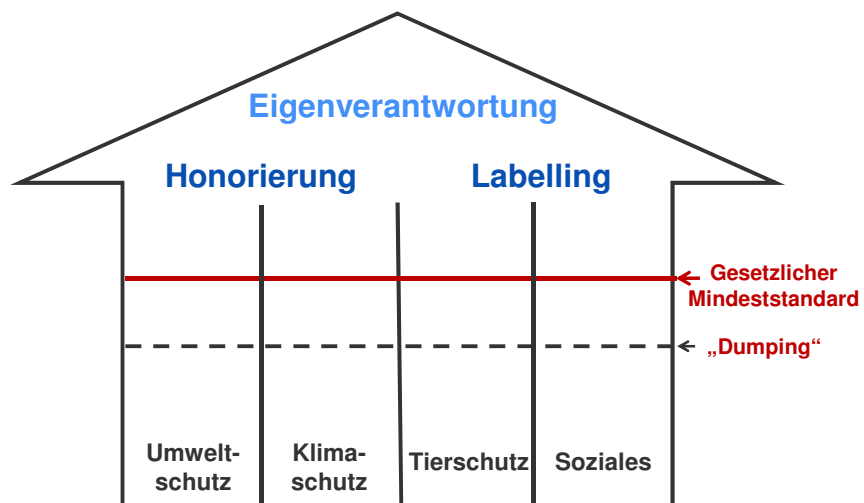 Eigenverantwortung
Honorierung
Labelling
Gesetzlicher
Mindeststandard
„Dumping“
Umwelt-
schutz
Klima-
schutz
Tierschutz
Soziales